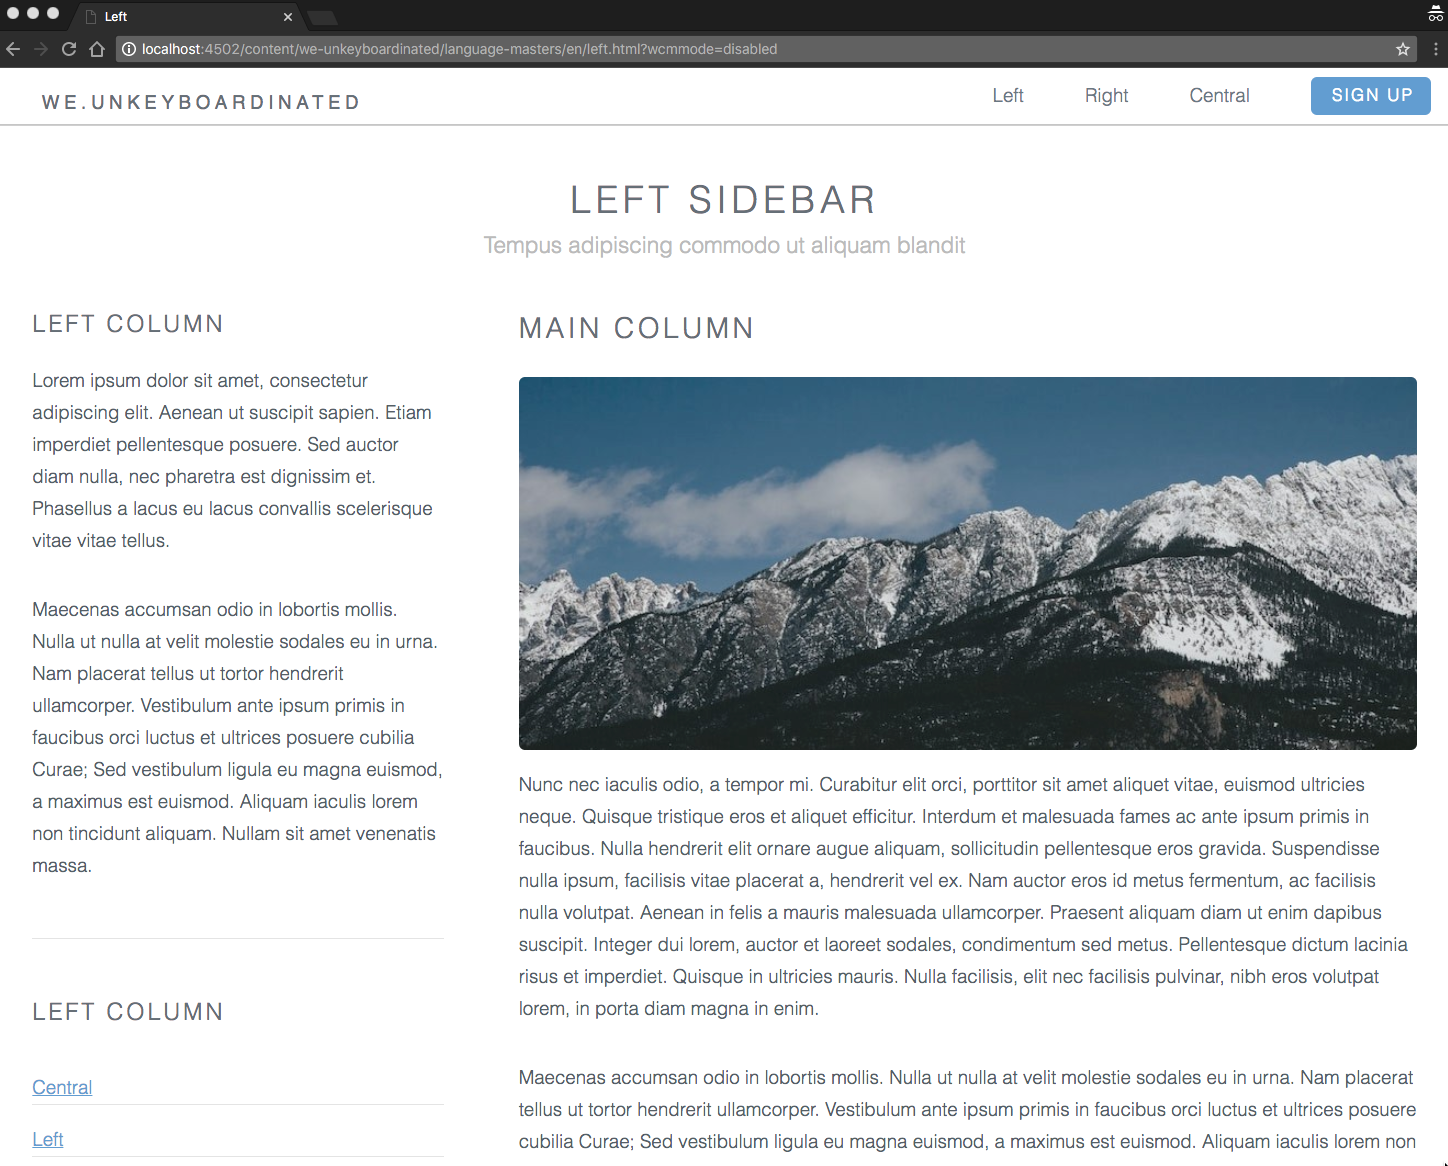 Left
localhost:4502/content/we-unkeyboardinated/language-masters/en/left.html?wcmmode=disabled
WE.UNKEYBOARDINATED
Left
Right
Central
SIGN UP
LEFT SIDEBAR
Tempus adipiscing commodo ut aliquam blandit
LEFT COLUMN
Lorem ipsum dolor sit amet, consectetur
adipiscing elit. Aenean ut suscipit sapien. Etiam
imperdiet pellentesque posuere. Sed auctor
diam nulla, nec pharetra est dignissim et.
Phasellus a lacus eu lacus convallis scelerisque
vitae vitae tellus.
Maecenas accumsan odio in lobortis mollis.
Nulla ut nulla at velit molestie sodales eu in urna.
Nam placerat tellus ut tortor hendrerit
ullamcorper. Vestibulum ante ipsum primis in
faucibus orci luctus et ultrices posuere cubilia
Curae; Sed vestibulum ligula eu magna euismod,
a maximus est euismod. Aliquam iaculis lorem
non tincidunt aliquam. Nullam sit amet venenatis
massa.
LEFT COLUMN
Central
Left
MAIN COLUMN
Nunc nec iaculis odio, a tempor mi. Curabitur elit orci, porttitor sit amet aliquet vitae, euismod ultricies
neque. Quisque tristique eros et aliquet efficitur. Interdum et malesuada fames ac ante ipsum primis in
faucibus. Nulla hendrerit elit ornare augue aliquam, sollicitudin pellentesque eros gravida. Suspendisse
nulla ipsum, facilisis vitae placerat a, hendrerit vel ex. Nam auctor eros id metus fermentum, ac facilisis
nulla volutpat. Aenean in felis a mauris malesuada ullamcorper. Praesent aliquam diam ut enim dapibus
suscipit. Integer dui lorem, auctor et laoreet sodales, condimentum sed metus. Pellentesque dictum lacinia
risus et imperdiet. Quisque in ultricies mauris. Nulla facilisis, elit nec facilisis pulvinar, nibh eros volutpat
lorem, in porta diam magna in enim.
Maecenas accumsan odio in lobortis mollis. Nulla ut nulla at velit molestie sodales eu in urna. Nam placerat
tellus ut tortor hendrerit ullamcorper. Vestibulum ante ipsum primis in faucibus orci luctus et ultrices posuere
cubilia Curae; Sed vestibulum ligula eu magna euismod, a maximus est euismod. Aliquam iaculis lorem non